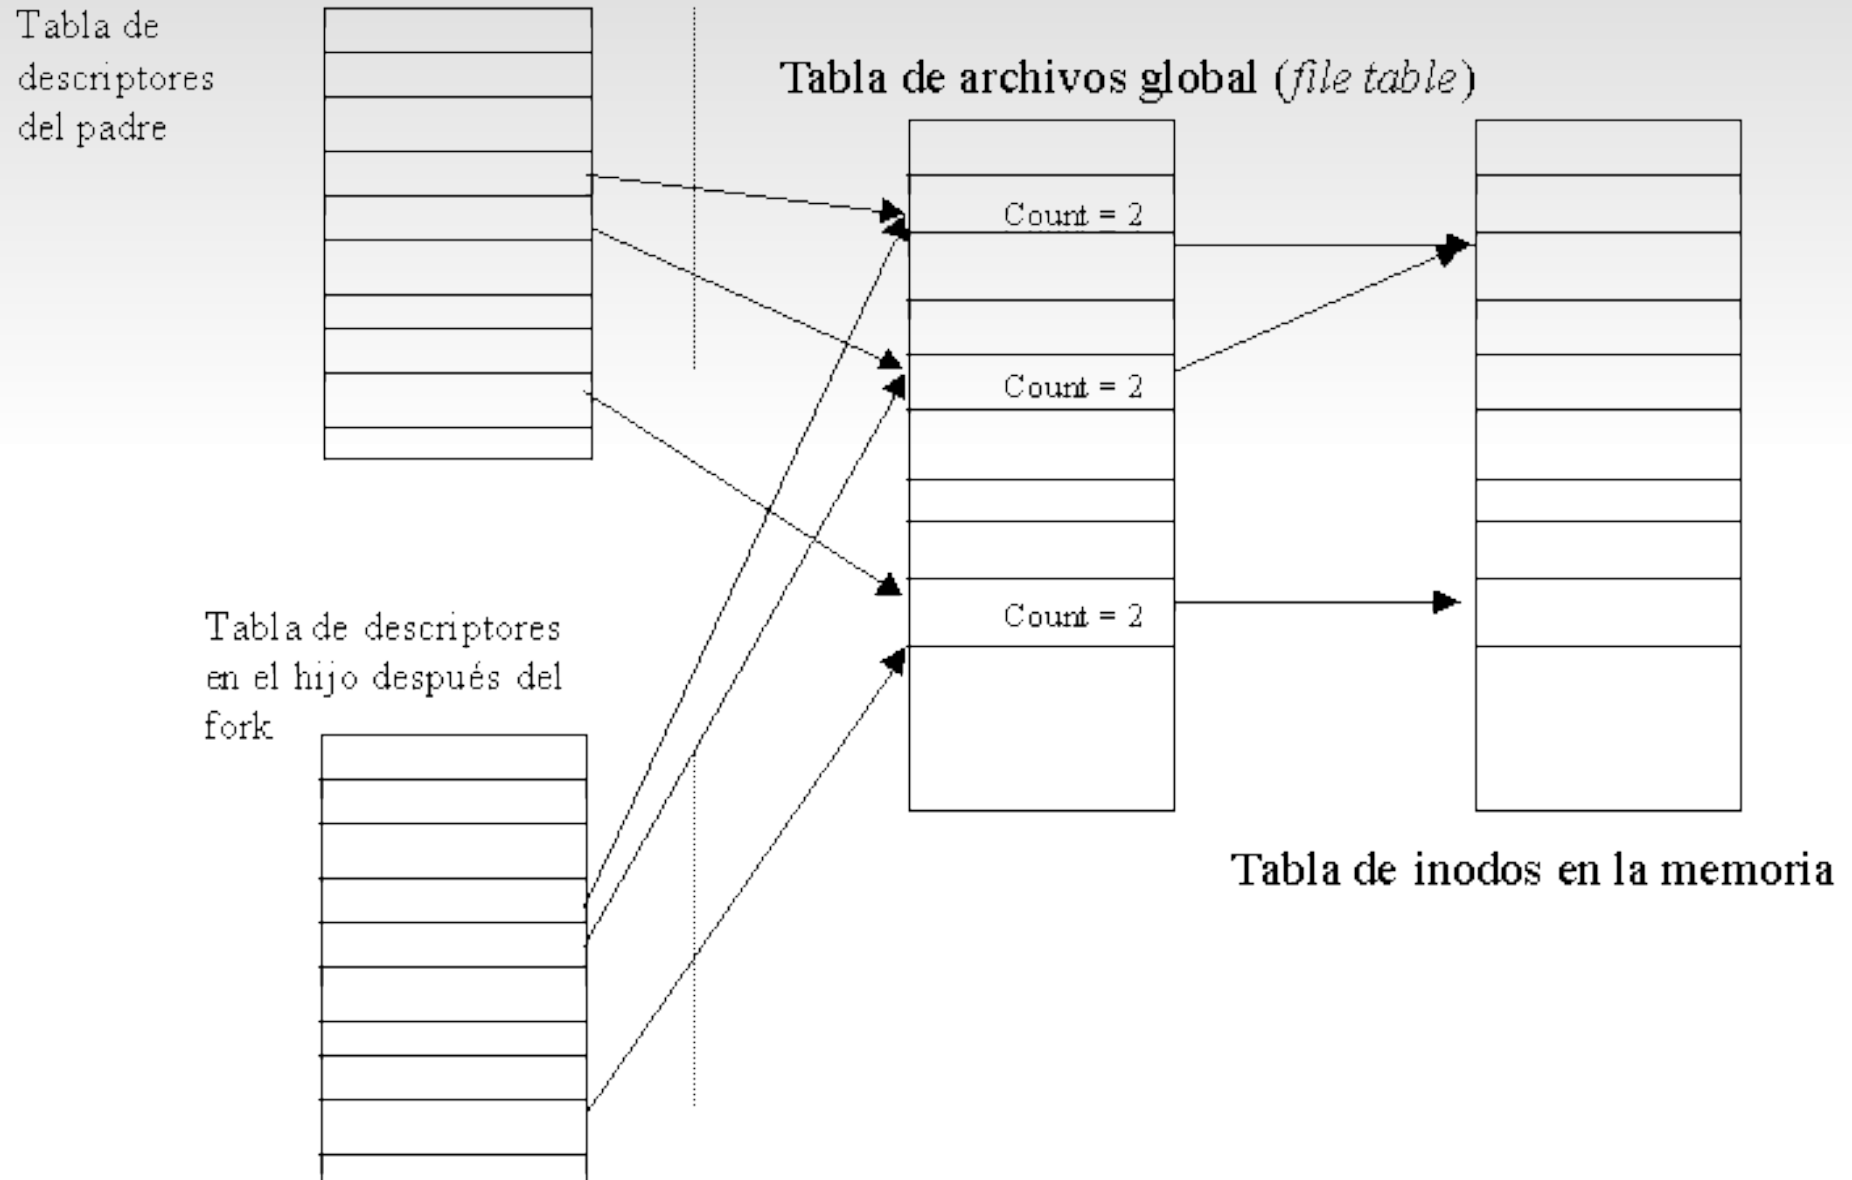 Tabla de
descriptores
del padre
Tabla de archivos global (file table)
Count = 2
Count = 2
Count = 2
Tabla de descriptores
en el hijo después del
fork
Tabla de inodos en la memoria